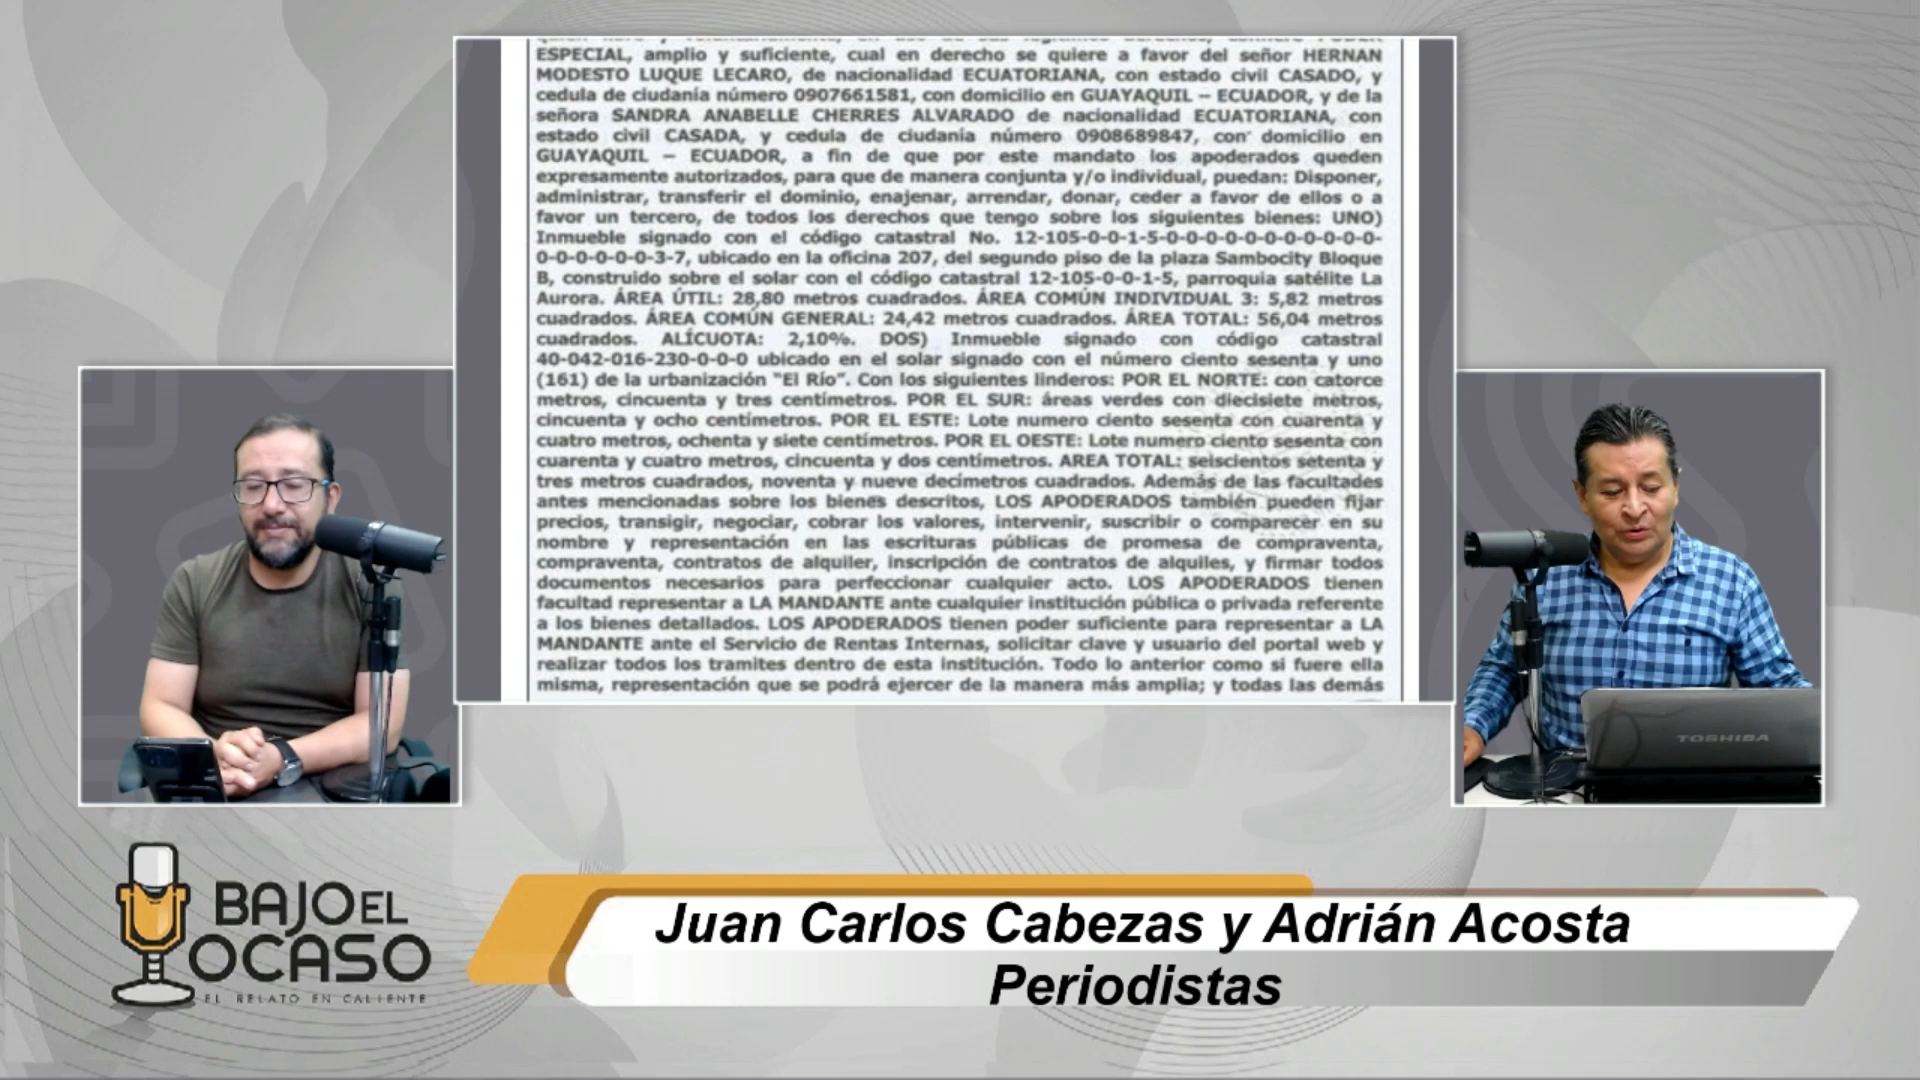 ESPECIAL, amplio y suficiente, cual en derecho se quiere a favor del señor HERNAN
MODESTO LUQUE LECARO, de nacionalidad ECUATORIANA, con estado civil CASADO, y
cedula de ciudanía número 0907661581, con domicilio en GUAYAQUIL – ECUADOR, y de la
señora SANDRA ANABELLE CHERRES ALVARADO de nacionalidad ECUATORIANA, con
estado civil CASADA, y cedula de ciudanía número 0908689847, con domicilio en
GUAYAQUIL – ECUADOR, a fin de que por este mandato los apoderados queden
expresamente autorizados, para que de manera conjunta y/o individual, puedan: Disponer,
administrar, transferir el dominio, enajenar, arrendar, donar, ceder a favor de ellos o a
favor un tercero, de todos los derechos que tengo sobre los siguientes bienes: UNO)
Inmueble signado con el código catastral No. 12-105-0-0-1-5-0-0-0-0-0-0-0-0-0-0-
0-0-0-0-0-0-3-7, ubicado en la oficina 207, del segundo piso de la plaza Sambocity Bloque
B, construido sobre el solar con el código catastral 12-105-0-0-1-5, parroquia satélite La
Aurora. ÁREA ÚTIL: 28,80 metros cuadrados. ÁREA COMÚN INDIVIDUAL 3: 5,82 metros
cuadrados. ÁREA COMÚN GENERAL: 24,42 metros cuadrados. ÁREA TOTAL: 56,04 metros
cuadrados. ALÍCUOTA: 2,10%. DOS) Inmueble signado con código catastral
40-042-016-230-0-0-0 ubicado en el solar signado con el número ciento sesenta y uno
(161) de la urbanización "El Río". Con los siguientes linderos: POR EL NORTE: con catorce
metros, cincuenta y tres centímetros. POR EL SUR: áreas verdes con diecisiete metros,
cincuenta y ocho centímetros. POR EL ESTE: Lote numero ciento sesenta con cuarenta y
cuatro metros, ochenta y siete centímetros. POR EL OESTE: Lote numero ciento sesenta con
cuarenta y cuatro metros, cincuenta y dos centímetros. AREA TOTAL: seiscientos setenta y
tres metros cuadrados, noventa y nueve decímetros cuadrados. Además de las facultades
antes mencionadas sobre los bienes descritos, LOS APODERADOS también pueden fijar
precios, transigir, negociar, cobrar los valores, intervenir, suscribir o comparecer en su
nombre y representación en las escrituras públicas de promesa de compraventa,
compraventa, contratos de alquiler, inscripción de contratos de alquiles, y firmar todos
documentos necesarios para perfeccionar cualquier acto. LOS APODERADOS tienen
facultad representar a LA MANDANTE ante cualquier institución pública o privada referente
a los bienes detallados. LOS APODERADOS tienen poder suficiente para representar a LA
MANDANTE ante el Servicio de Rentas Internas, solicitar clave y usuario del portal web y
realizar todos los tramites dentro de esta institución. Todo lo anterior como si fuere ella
misma, representación que se podrá ejercer de la manera más amplia; y todas las demás
TOSHIBA
BAJO EL
OCASO
EL RELATO EN CALIENTE
Juan Carlos Cabezas y Adrián Acosta
Periodistas